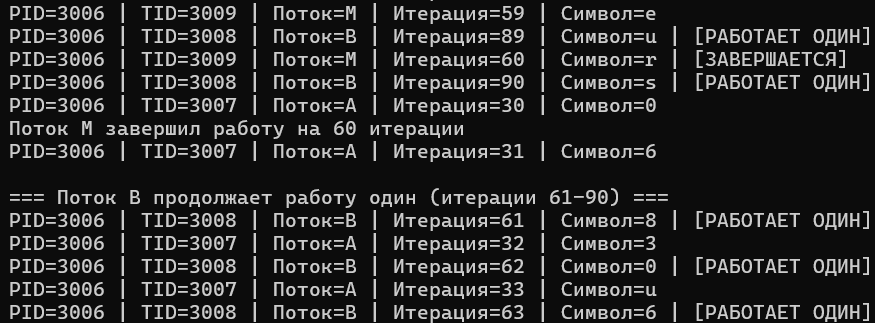 PID=3006 | TID=3009 | Поток=M | Итерация=59 | Символ=e
PID=3006 | TID=3008 | Поток=B | Итерация=89 | Символ=u | [РАБОТАЕТ ОДИН]
PID=3006 | TID=3009 | Поток=M | Итерация=60 | Символ=r | [ЗАВЕРШАЕТСЯ]
PID=3006 | TID=3008 | Поток=B | Итерация=90 | Символ=s | [РАБОТАЕТ ОДИН]
PID=3006 | TID=3007 | Поток=A | Итерация=30 | Символ=0
Поток M завершил работу на 60 итерации
PID=3006 | TID=3007 | Поток=A | Итерация=31 | Символ=6
=== Поток B продолжает работу один (итерации 61-90) ===
PID=3006 | TID=3008 | Поток=B | Итерация=61 | Символ=8 | [РАБОТАЕТ ОДИН]
PID=3006 | TID=3007 | Поток=A | Итерация=32 | Символ=3
PID=3006 | TID=3008 | Поток=B | Итерация=62 | Символ=0 | [РАБОТАЕТ ОДИН]
PID=3006 | TID=3007 | Поток=A | Итерация=33 | Символ=u
PID=3006 | TID=3008 | Поток=B | Итерация=63 | Символ=6 | [РАБОТАЕТ ОДИН]